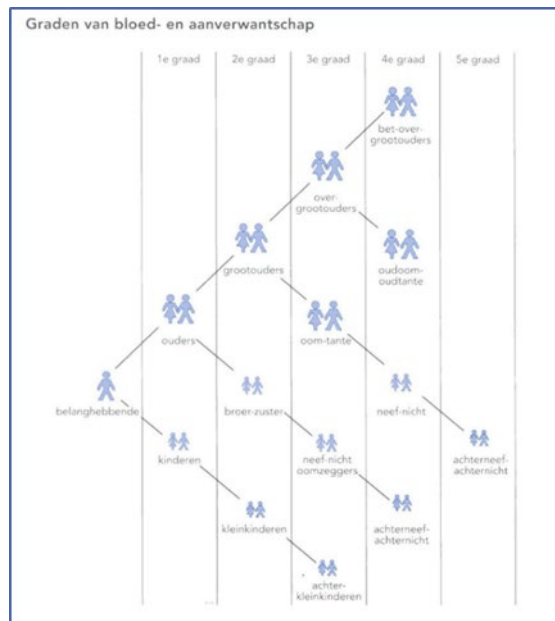 Graden van bloed- en aanverwantschap
1e graad 2e graad 3e graad 4e graad 5e graad
bet-over-
grootouders
over-
grootouders
grootouders
oudoom-
oudtante
ouders
oom-tante
belanghebbende
broer-zuster
neef-nicht
kinderen
neef-nicht
oomzeggers
achterneef-
achternicht
kleinkinderen
achterneef-
achternicht
achter-
kleinkinderen